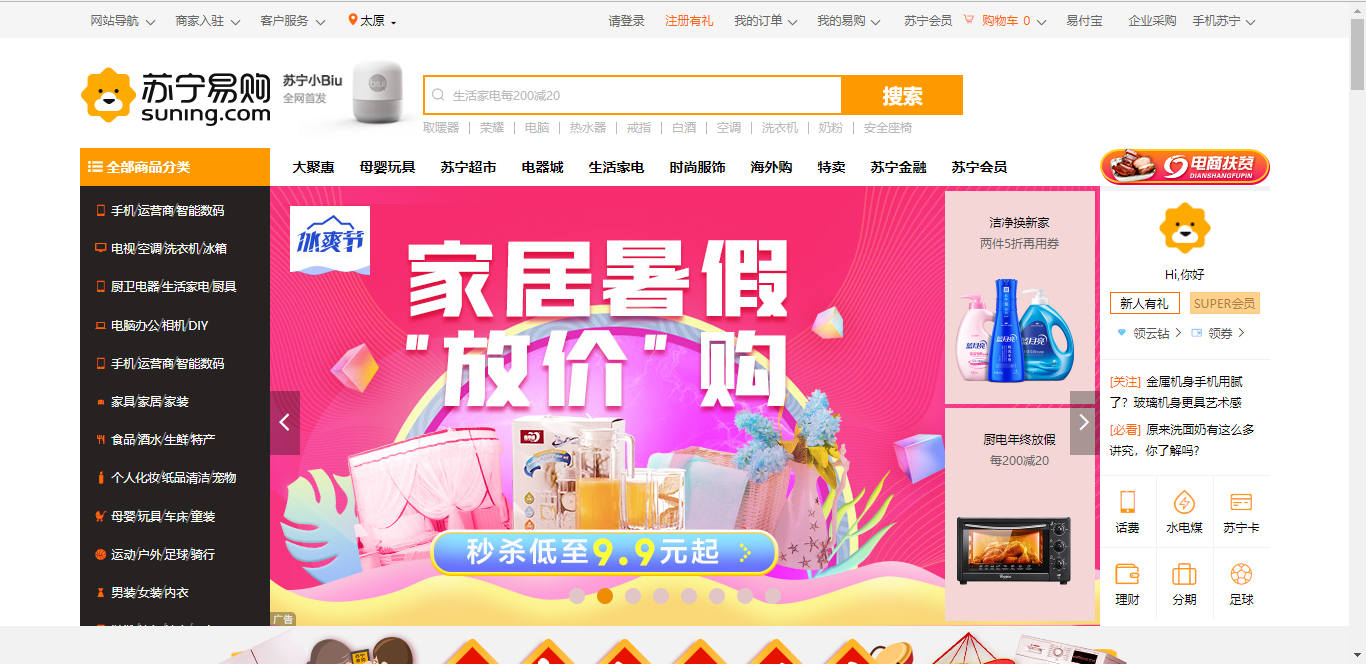 网站导航 商家入驻 客户服务 太原 请登录 注册有礼 我的订单 我的易购 苏宁会员 购物车 0 易付宝 企业采购 手机苏宁
苏宁易购
suning.com
苏宁小Biu
全网首发
biu
生活家电每200减20
搜索
取暖器 | 荣耀 | 电脑 | 热水器 | 戒指 | 白酒 | 空调 | 洗衣机 | 奶粉 | 安全座椅
全部商品分类
大聚惠 母婴玩具 苏宁超市 电器城 生活家电 时尚服饰 海外购 特卖 苏宁金融 苏宁会员
电商扶贫
DIANSHANGFUPIN
手机/运营商/智能数码
电视/空调/洗衣机/冰箱
厨卫电器/生活家电/厨具
电脑办公/相机/DIY
手机/运营商/智能数码
家具/家居/家装
食品/酒水/生鲜/特产
个人化妆/纸品清洁/宠物
母婴/玩具/车床/童装
运动/户外/足球/骑行
男装/女装/内衣
冰爽节
家居暑假
"放价"购
秒杀低至9.9元起
广告
洁净换新家
两件5折再用券
蓝月亮
蓝月亮
厨电年终放假
每200减20
Hi,你好
新人有礼 SUPER会员
领云钻 领券
[关注] 金属机身手机用腻
了？玻璃机身更具艺术感
[必看] 原来洗面奶有这么多
讲究，你了解吗?
话费 水电煤 苏宁卡
理财 分期 足球